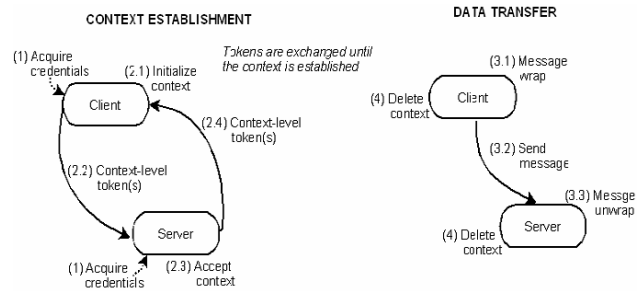 CONTEXT ESTABLISHMENT
DATA TRANSFER
(1) Acquire
credentials
(2.1) Initialize
context
Tokens are exchanged until
the context is established
Client
(2.4) Context-level
token(s)
(2.2) Context-level
token(s)
Server
(1) Acquire
credentials
(2.3) Accept
context
(3.1) Message
wrap
Client
(4) Delete
context
(3.2) Send
message
(3.3) Messge
unwrap
Server
(4) Delete
context